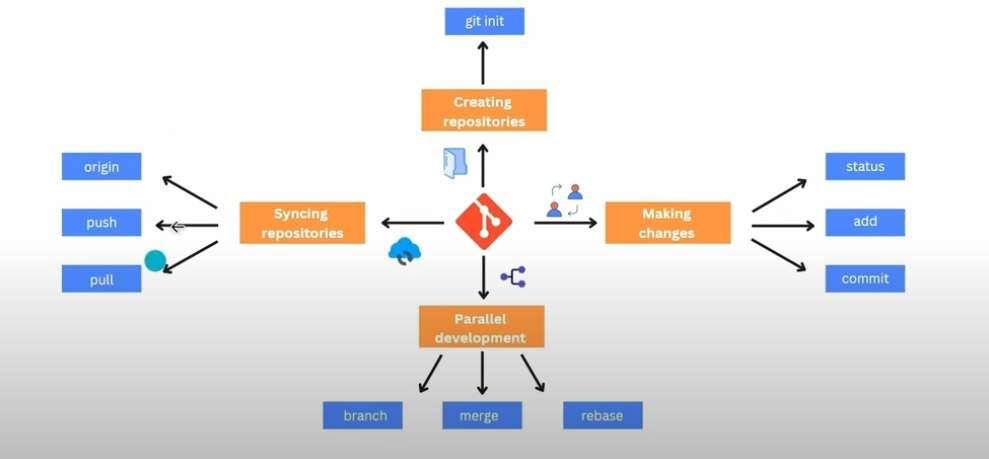 git init
Creating
repositories
origin
push
pull
Syncing
repositories
Making
changes
status
add
commit
Parallel
development
branch
merge
rebase